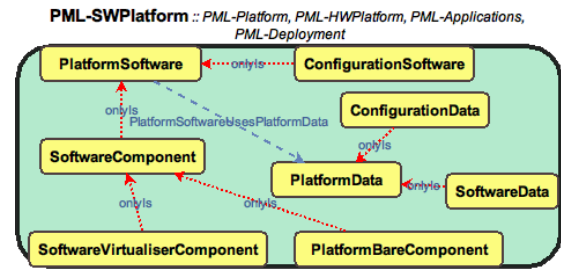 PML-SWPlatform :: PML-Platform, PML-HWPlatform, PML-Applications,
PML-Deployment
PlatformSoftware
onlyIs
ConfigurationSoftware
onlyIs
PlatformSoftwareUsesPlatformData
ConfigurationData
onlyIs
SoftwareComponent
PlatformData
onlyIs
SoftwareData
onlyIs
onlyIs
SoftwareVirtualiserComponent
PlatformBareComponent